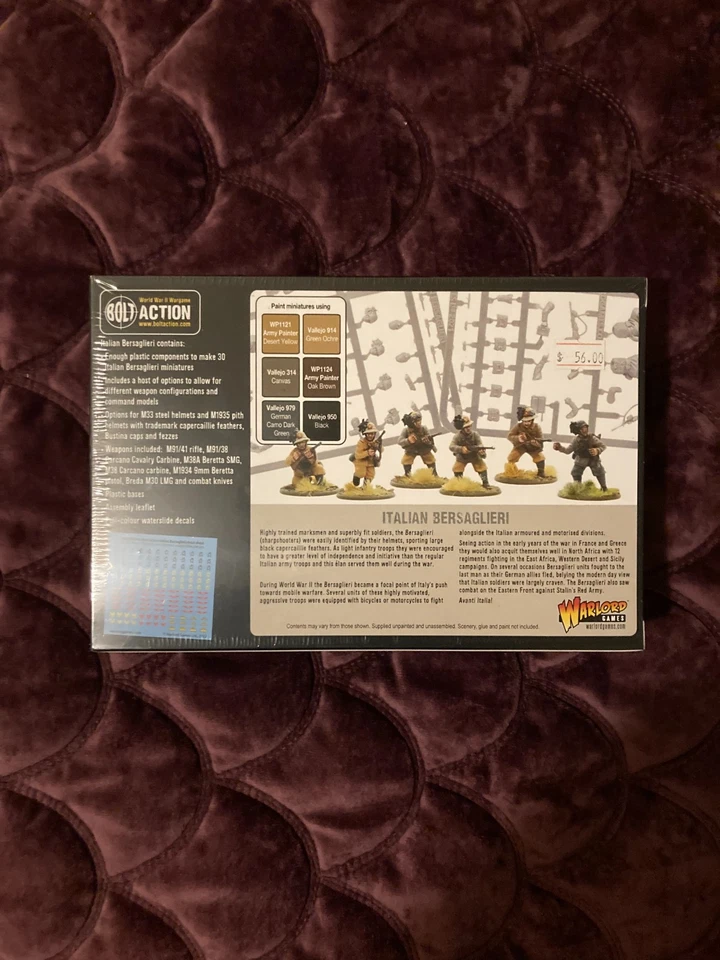 World War II Wargame
BOLT ACTION
www.boltaction.com
Italian Bersaglieri contains:
Enough plastic components to make 30
Italian Bersaglieri miniatures
Includes a host of options to allow for
different weapon configurations and
command models
Options for M33 steel helmets and M1935 pith
helmets with trademark capercaillie feathers,
Bustina caps and fezzes
Weapons included: M91/41 rifle, M91/38
Carcano Cavalry Carbine, M38A Beretta SMG,
Carcano carbine, M1934 9mm Beretta
pistol, Breda M30 LMG and combat knives
Plastic bases
Assembly leaflet
colour waterslide decals
Paint miniatures using
WP1121
Army Painter
Desert Yellow
Vallejo 914
Green Ochre
Vallejo 314
Canvas
WP1124
Army Painter
Oak Brown
Vallejo 979
German
Camo Dark
Green
Vallejo 950
Black
$ 56.00
ITALIAN BERSAGLIERI
Highly trained marksmen and superbly fit soldiers, the Bersaglieri
(sharpshooters) were easily identified by their helmets, sporting large
black capercaillie feathers. As light infantry troops they were encouraged
to have a greater level of independence and initiative than the regular
Italian army troops and this élan served them well during the war.
During World War II the Bersaglieri became a focal point of Italy's push
towards mobile warfare. Several units of these highly motivated,
aggressive troops were equipped with bicycles or motorcycles to fight
alongside the Italian armoured and motorised divisions.
Seeing action in the early years of the war in France and Greece
they would also acquit themselves well in North Africa with 12
regiments fighting in the East Africa, Western Desert and Sicily
campaigns. On several occasions Bersaglieri units fought to the
last man as their German allies fled, belying the modern day view
that Italian soldiers were largely craven. The Bersaglieri also saw
combat on the Eastern Front against Stalin's Red Army.
Avanti Italia!
WARLORD
GAMES
warlordgames.com
Contents may vary from those shown. Supplied unpainted and unassembled. Scenery, glue and paint not included.